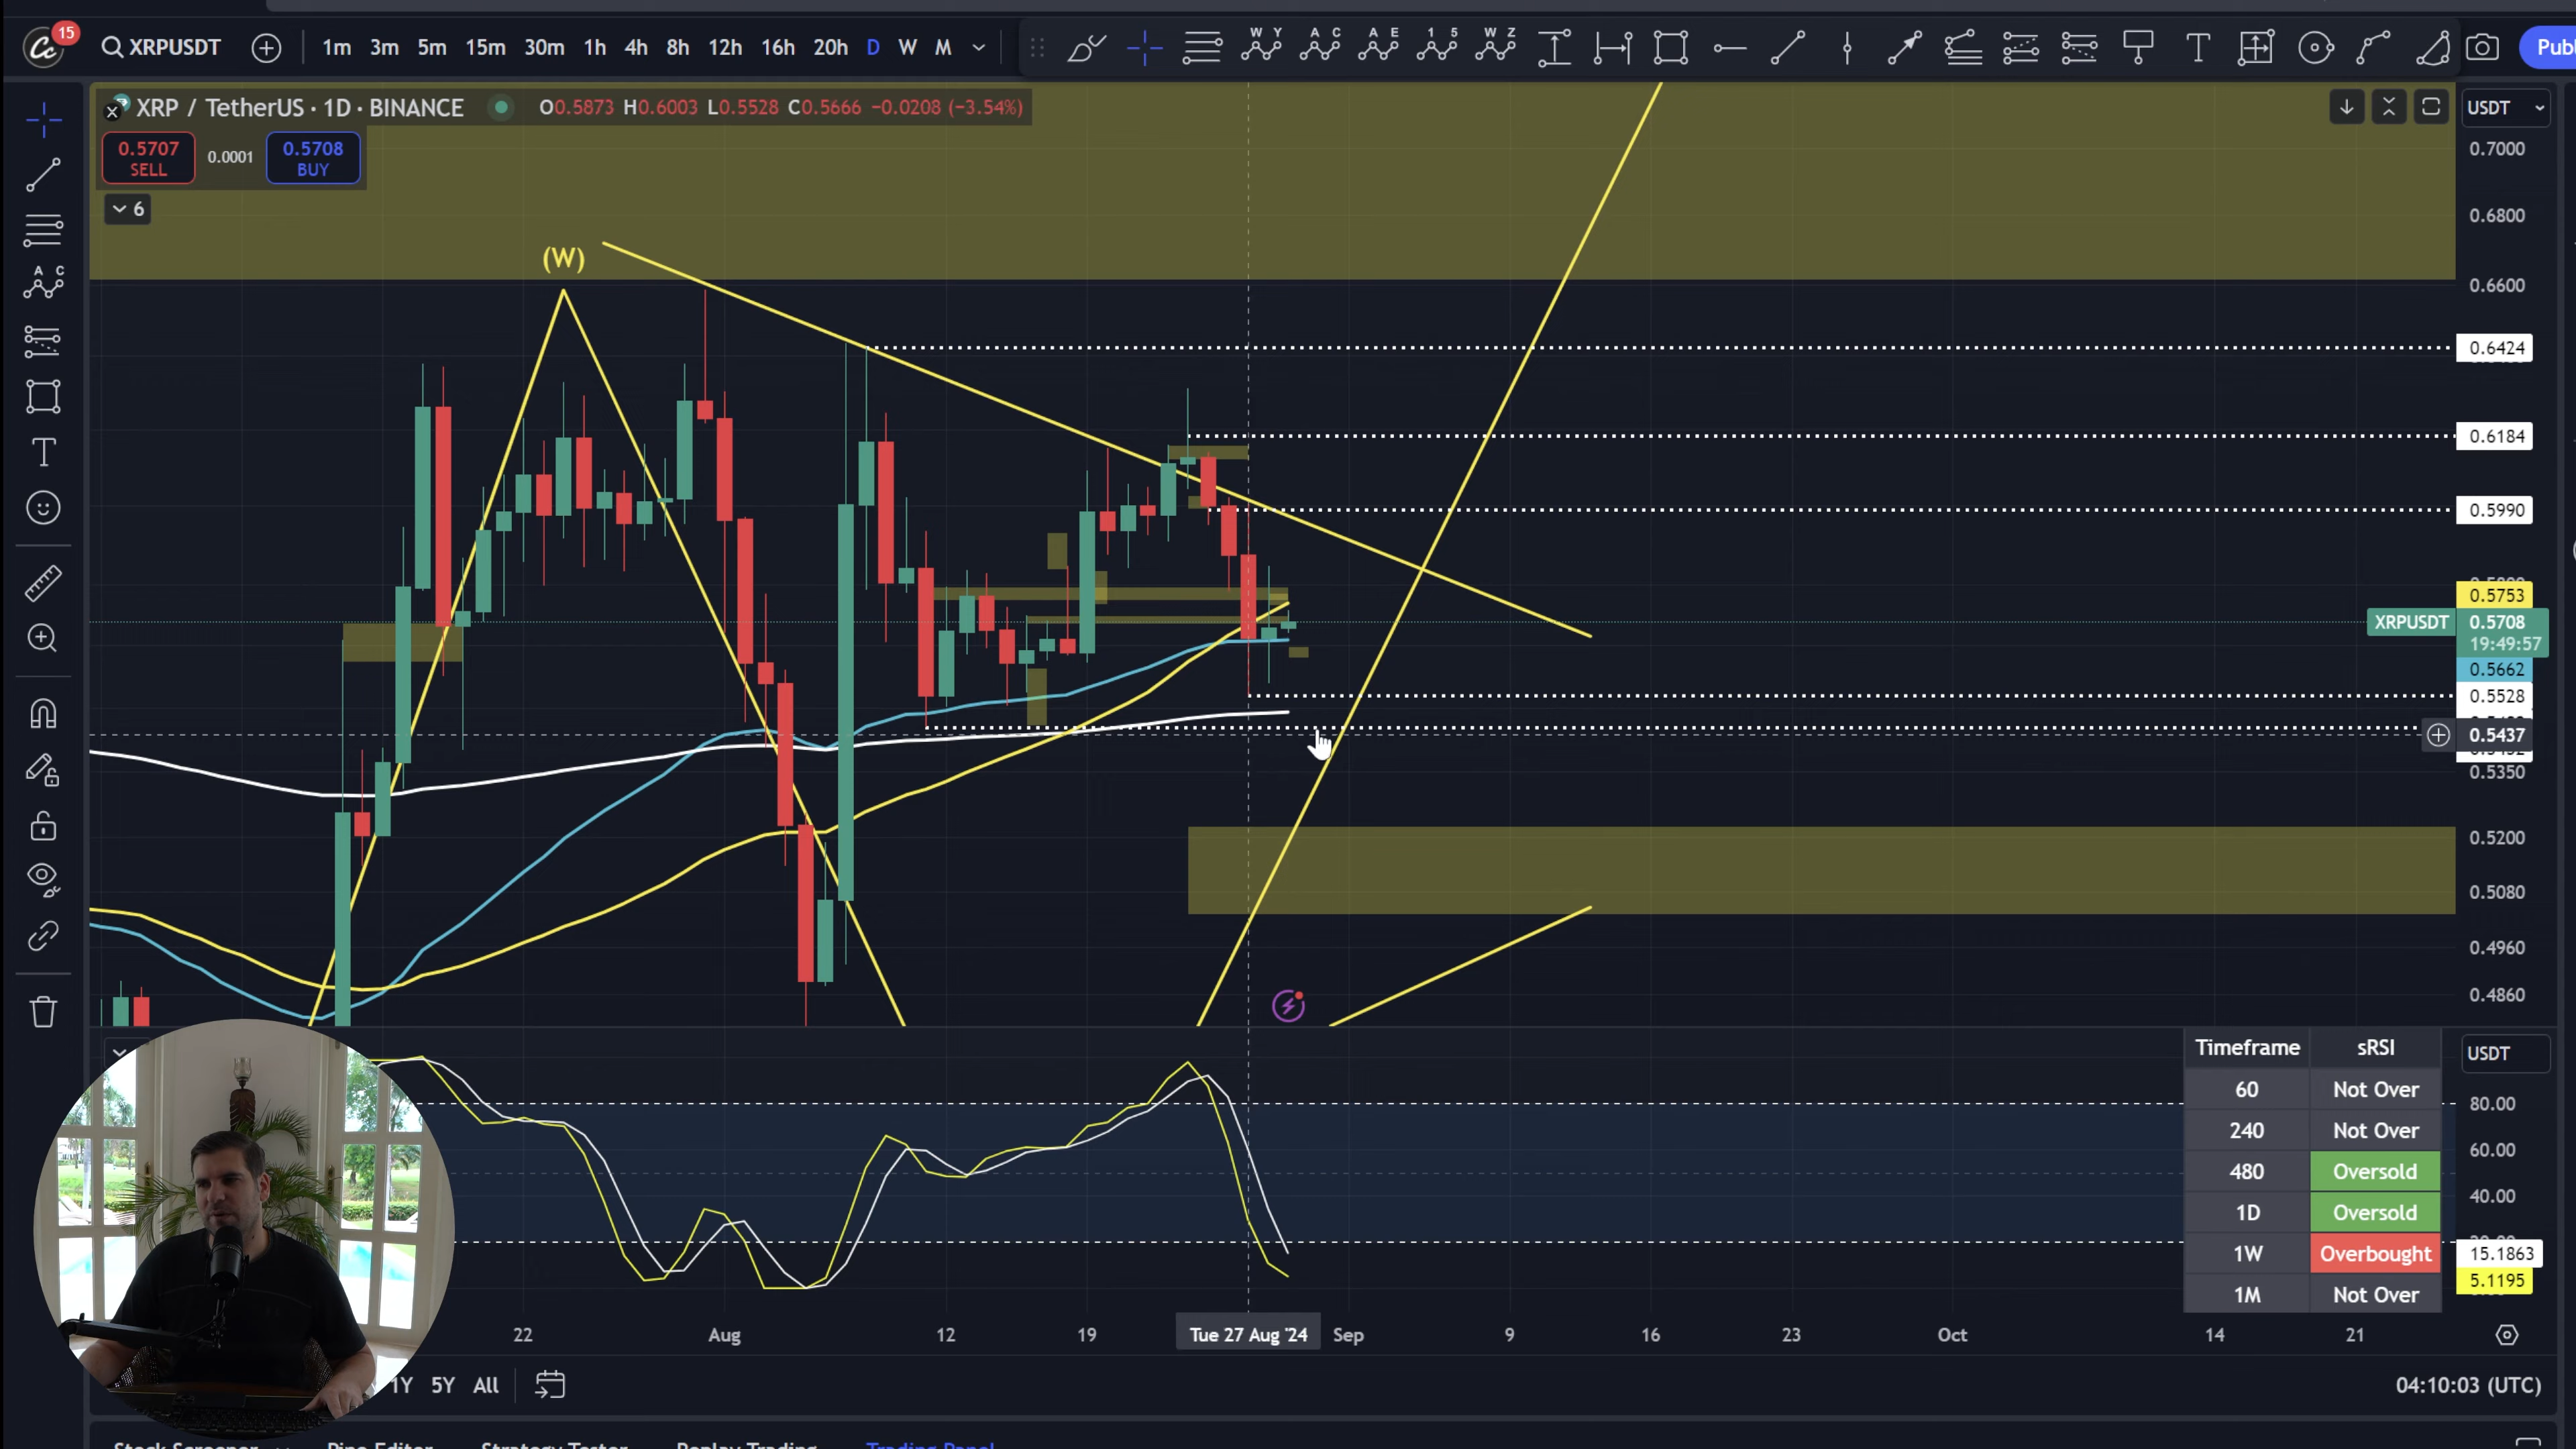 15
XRPUSDT
1m 3m 5m 15m 30m 1h 4h 8h 12h 16h 20h D W M
W Y
A C
A E
1 5
W Z
T
XRP / TetherUS · 1D · BINANCE
O0.5873 H0.6003 L0.5528 C0.5666 −0.0208 (−3.54%)
0.5707
SELL
0.0001
0.5708
BUY
6
A C
T
(W)
USDT
0.7000
0.6800
0.6600
0.6424
0.6184
0.5990
0.5753
XRPUSDT 0.5708
19:49:57
0.5662
0.5528
0.5437
0.5350
0.5200
0.5080
0.4960
0.4860
Timeframe sRSI
60 Not Over
240 Not Over
480 Oversold
1D Oversold
1W Overbought
1M Not Over
USDT
80.00
60.00
40.00
15.1863
5.1195
22 Aug 12 19 Tue 27 Aug '24 Sep 9 16 23 Oct 14 21
1Y 5Y All
04:10:03 (UTC)
Stock Screener Pine Editor Strategy Tester Replay Trading Trading Panel